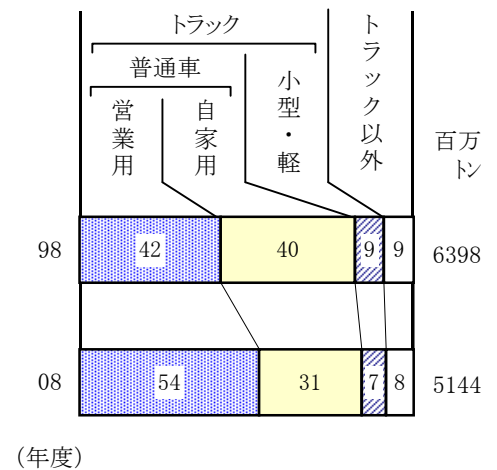 トラック
普通車
営業用
自家用
小型・軽
トラック以外
百万
トン
98 42 40 9 9 6398
08 54 31 7 8 5144
（年度）